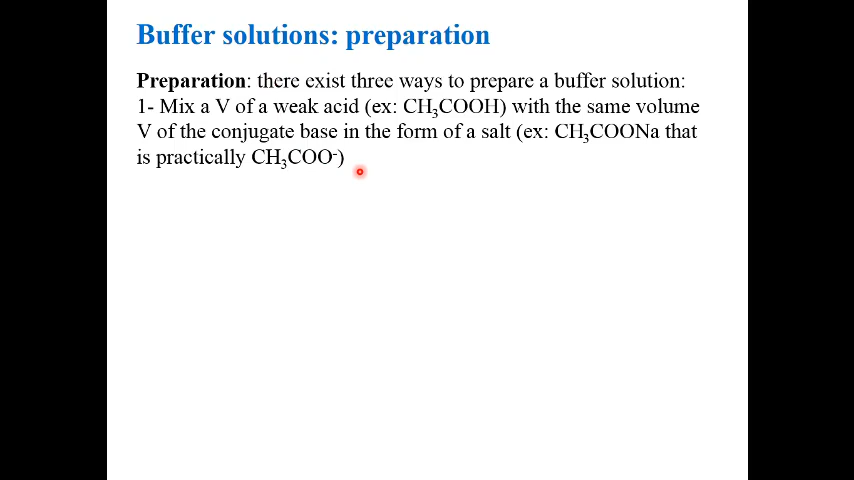 Buffer solutions: preparation
Preparation: there exist three ways to prepare a buffer solution:
1- Mix a V of a weak acid (ex: CH₃COOH) with the same volume
V of the conjugate base in the form of a salt (ex: CH₃COONa that
is practically CH₃COO⁻)